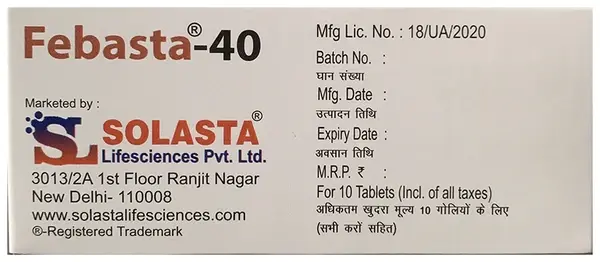 Febasta®-40
Marketed by :
SL SOLASTA®
Lifesciences Pvt. Ltd.
3013/2A 1st Floor Ranjit Nagar
New Delhi- 110008
www.solastalifesciences.com
®-Registered Trademark
Mfg Lic. No. : 18/UA/2020
Batch No. :
घान संख्या
Mfg. Date :
उत्पादन तिथि
Expiry Date :
अवसान तिथि
M.R.P. ₹ :
For 10 Tablets (Incl. of all taxes)
अधिकतम खुदरा मूल्य 10 गोलियों के लिए
(सभी करों सहित)